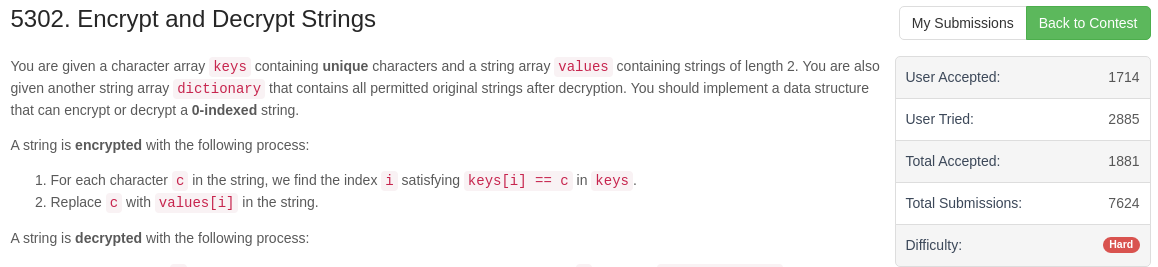 5302. Encrypt and Decrypt Strings
My Submissions
Back to Contest
You are given a character array keys containing unique characters and a string array values containing strings of length 2. You are also
given another string array dictionary that contains all permitted original strings after decryption. You should implement a data structure
that can encrypt or decrypt a 0-indexed string.
A string is encrypted with the following process:
1. For each character c in the string, we find the index i satisfying keys[i] == c in keys.
2. Replace c with values[i] in the string.
A string is decrypted with the following process:
User Accepted: 1714
User Tried: 2885
Total Accepted: 1881
Total Submissions: 7624
Difficulty: Hard